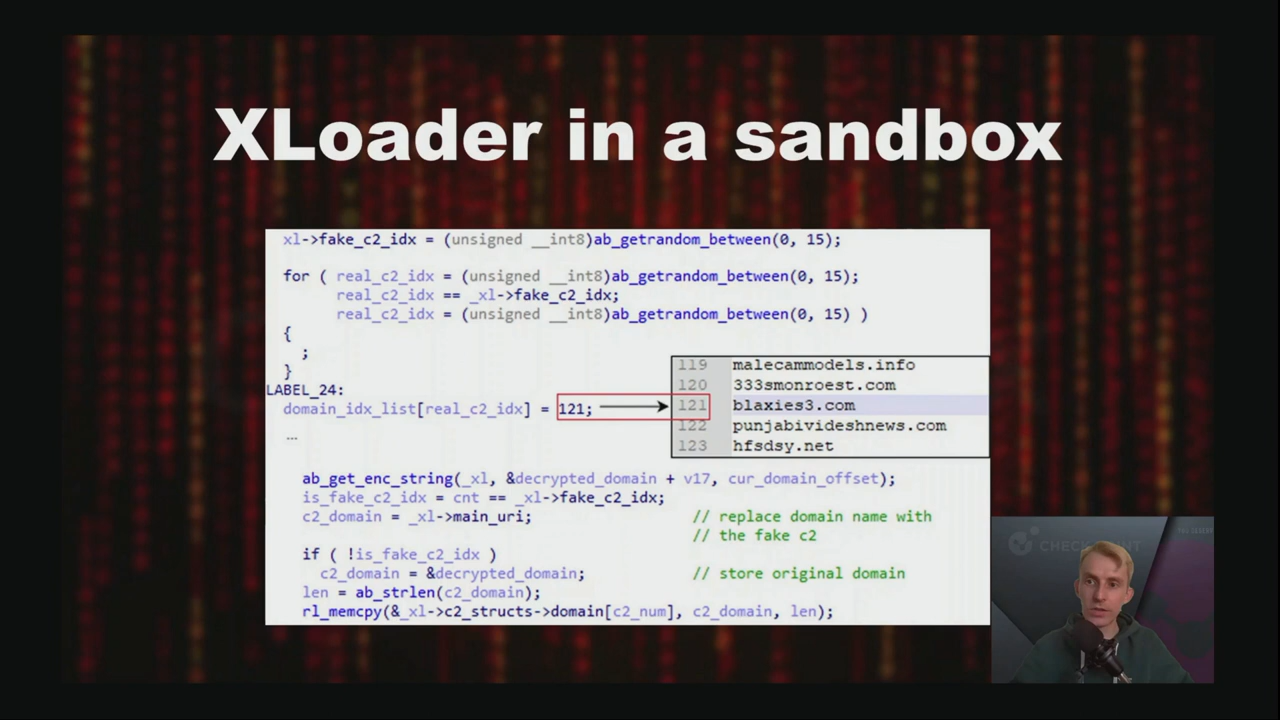 XLoader in a sandbox
xl->fake_c2_idx = (unsigned __int8)ab_getrandom_between(0, 15);
for ( real_c2_idx = (unsigned __int8)ab_getrandom_between(0, 15);
real_c2_idx == _xl->fake_c2_idx;
real_c2_idx = (unsigned __int8)ab_getrandom_between(0, 15) )
{
;
}
LABEL_24:
domain_idx_list[real_c2_idx] = 121;
119 malecammodels.info
120 333smonroest.com
121 blaxies3.com
122 punjabivideshnews.com
123 hfsdsy.net
…
ab_get_enc_string(_xl, &decrypted_domain + v17, cur_domain_offset);
is_fake_c2_idx = cnt == _xl->fake_c2_idx;
c2_domain = _xl->main_uri; // replace domain name with
// the fake c2
if ( !is_fake_c2_idx )
c2_domain = &decrypted_domain; // store original domain
len = ab_strlen(c2_domain);
rl_memcpy(&_xl->c2_structs->domain[c2_num], c2_domain, len);